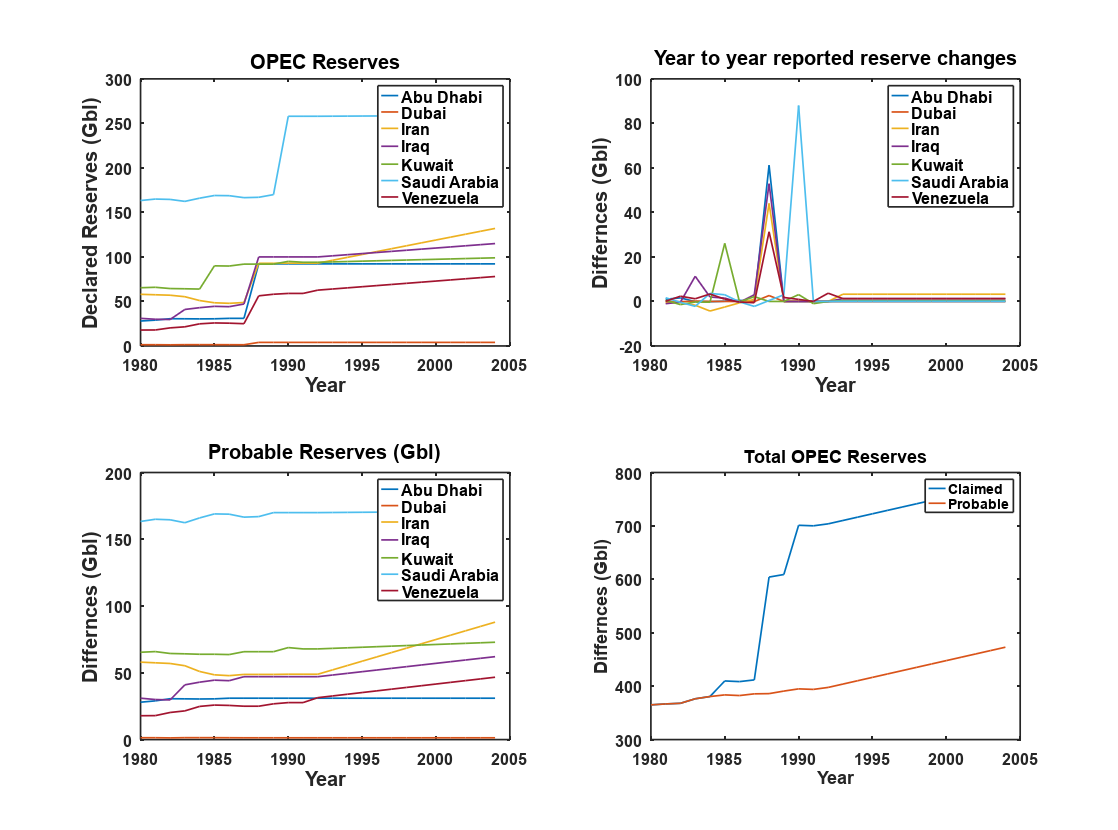 OPEC Reserves
300
250
200
150
100
50
0
Declared Reserves (Gbl)
1980 1985 1990 1995 2000 2005
Year
Abu Dhabi
Dubai
Iran
Iraq
Kuwait
Saudi Arabia
Venezuela
Year to year reported reserve changes
100
80
60
40
20
0
-20
Differnces (Gbl)
1980 1985 1990 1995 2000 2005
Year
Abu Dhabi
Dubai
Iran
Iraq
Kuwait
Saudi Arabia
Venezuela
Probable Reserves (Gbl)
200
150
100
50
0
Differnces (Gbl)
1980 1985 1990 1995 2000 2005
Year
Abu Dhabi
Dubai
Iran
Iraq
Kuwait
Saudi Arabia
Venezuela
Total OPEC Reserves
800
700
600
500
400
300
Differnces (Gbl)
1980 1985 1990 1995 2000 2005
Year
Claimed
Probable